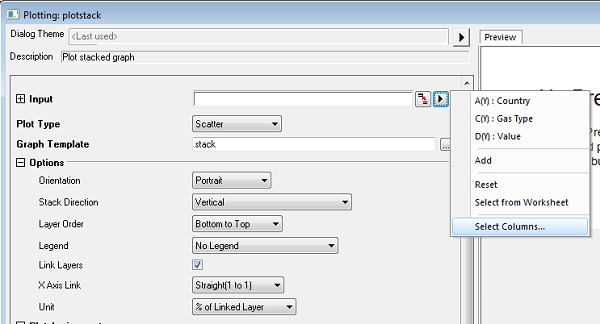 Plotting: plotstack
Dialog Theme <Last used>
Description Plot stacked graph
Preview
Input
Plot Type Scatter
Graph Template stack ...
Options
Orientation Portrait
Stack Direction Vertical
Layer Order Bottom to Top
Legend No Legend
Link Layers
X Axis Link Straight(1 to 1)
Unit % of Linked Layer
A(Y) : Country
C(Y) : Gas Type
D(Y) : Value
Add
Reset
Select from Worksheet
Select Columns...